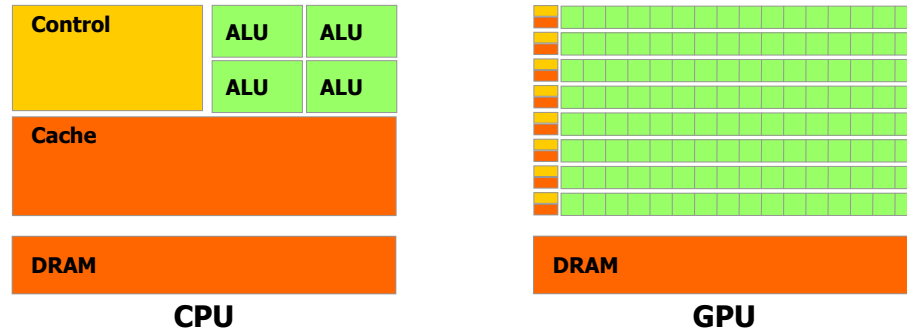 Control
ALU ALU
ALU ALU
Cache
DRAM
CPU
DRAM
GPU